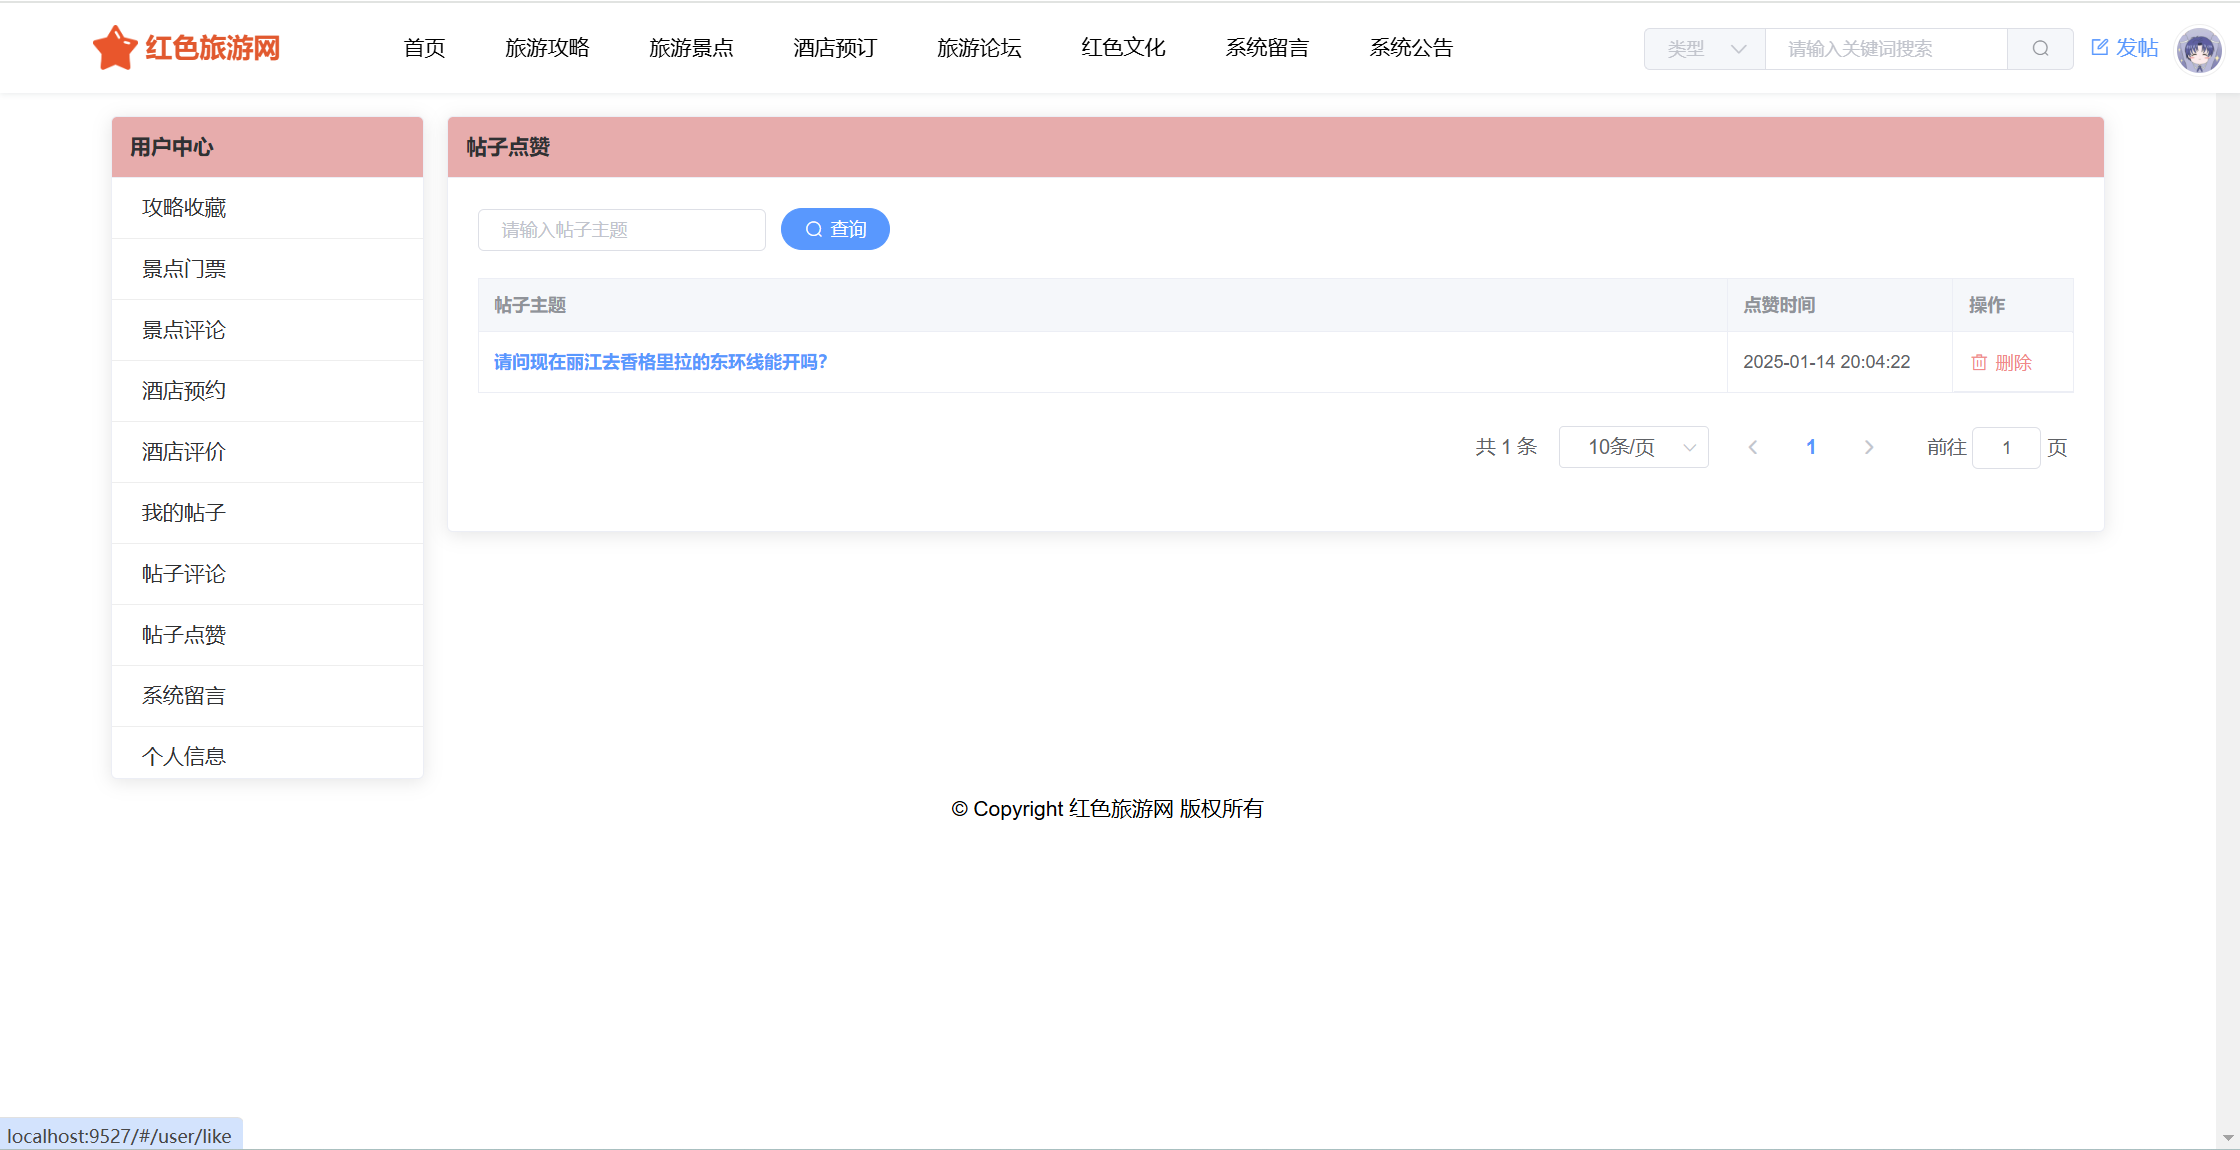 红色旅游网 首页 旅游攻略 旅游景点 酒店预订 旅游论坛 红色文化 系统留言 系统公告 类型 请输入关键词搜索 发帖
用户中心
攻略收藏
景点门票
景点评论
酒店预约
酒店评价
我的帖子
帖子评论
帖子点赞
系统留言
个人信息
帖子点赞
请输入帖子主题 查询
帖子主题 点赞时间 操作
请问现在丽江去香格里拉的东环线能开吗? 2025-01-14 20:04:22 删除
共 1 条 10条/页 1 前往 1 页
© Copyright 红色旅游网 版权所有
localhost:9527/#/user/like